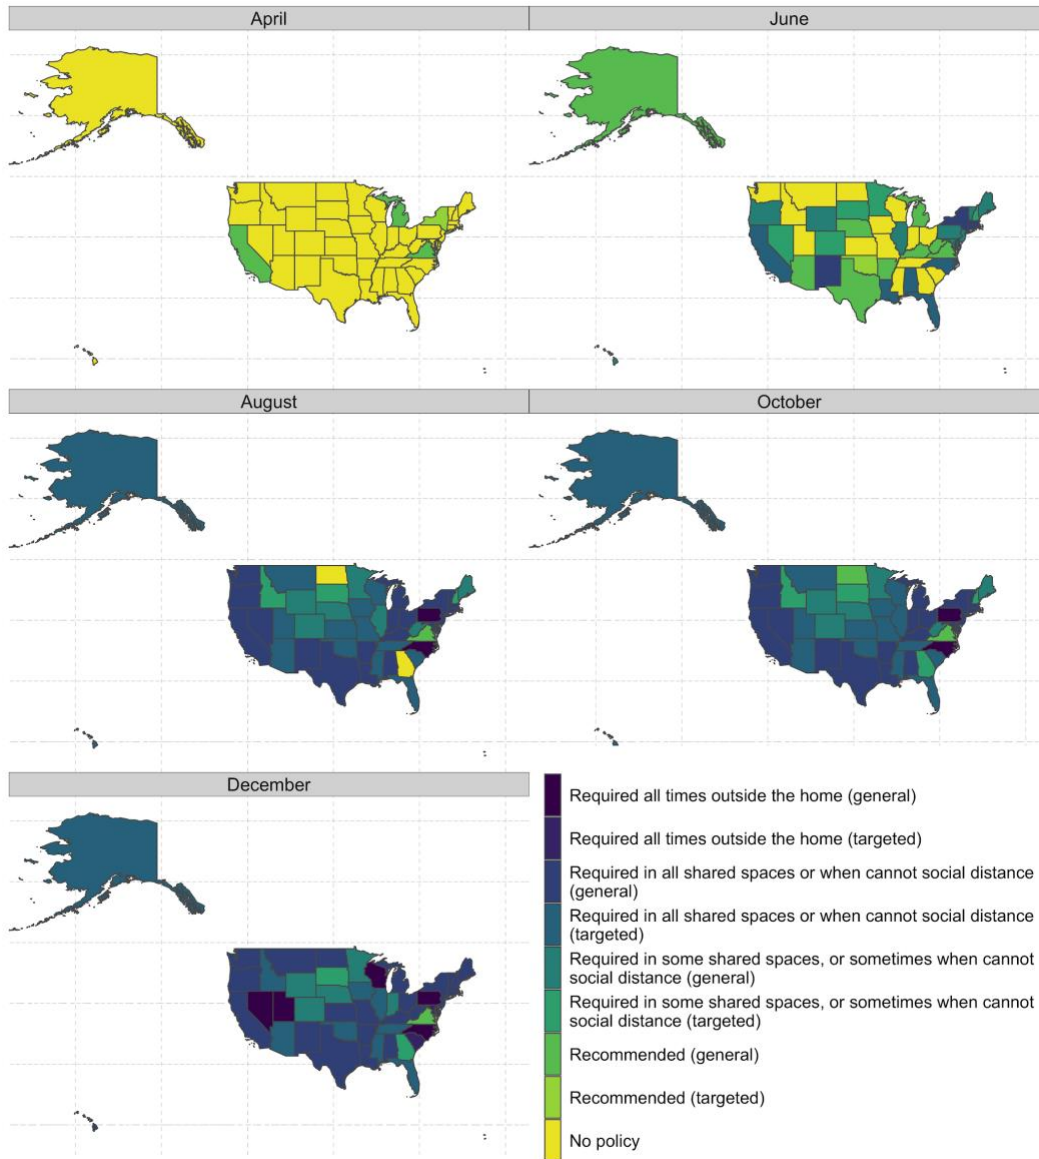 April
June
August
October
December
Required all times outside the home (general)
Required all times outside the home (targeted)
Required in all shared spaces or when cannot social distance
(general)
Required in all shared spaces or when cannot social distance
(targeted)
Required in some shared spaces, or sometimes when cannot
social distance (general)
Required in some shared spaces, or sometimes when cannot
social distance (targeted)
Recommended (general)
Recommended (targeted)
No policy